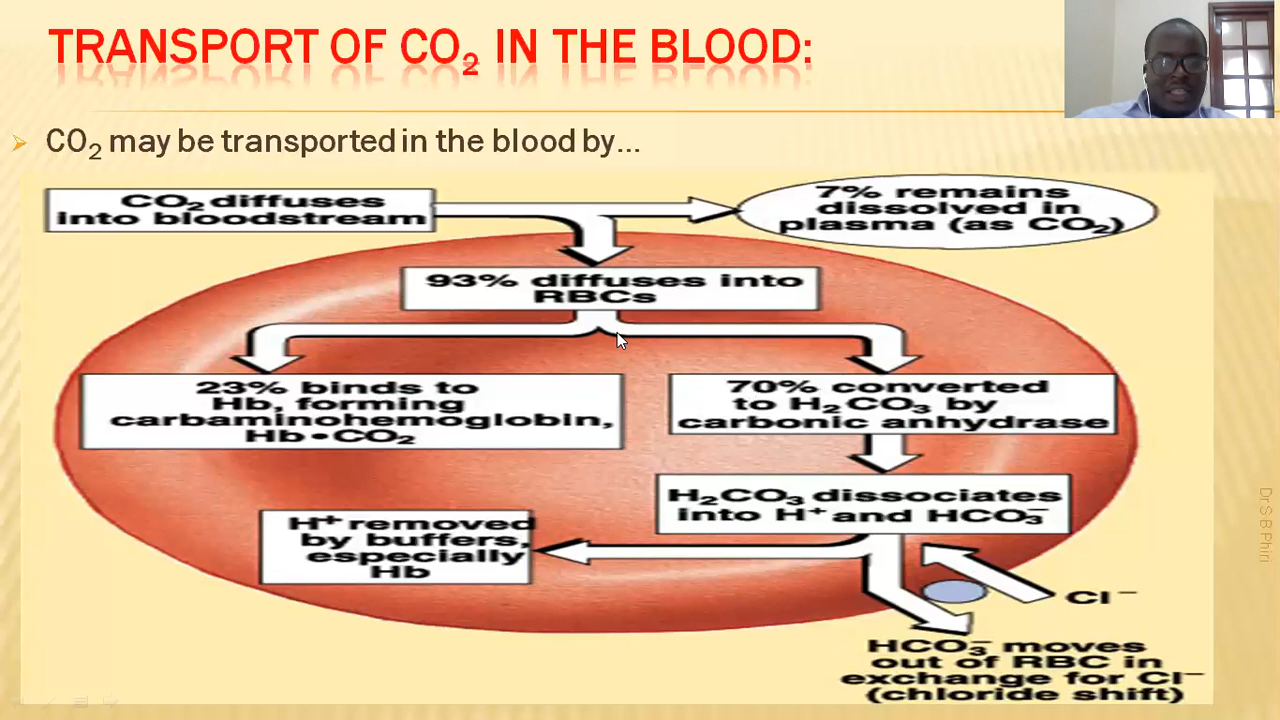 TRANSPORT OF CO₂ IN THE BLOOD:
CO₂ may be transported in the blood by...
CO₂ diffuses
into bloodstream
7% remains
dissolved in
plasma (as CO₂)
93% diffuses into
RBCs
23% binds to
Hb, forming
carbaminohemoglobin,
Hb•CO₂
70% converted
to H₂CO₃ by
carbonic anhydrase
H₂CO₃ dissociates
into H⁺ and HCO₃⁻
H⁺ removed
by buffers,
especially
Hb
Cl⁻
HCO₃⁻ moves
out of RBC in
exchange for Cl⁻
(chloride shift)
Dr S B Phiri